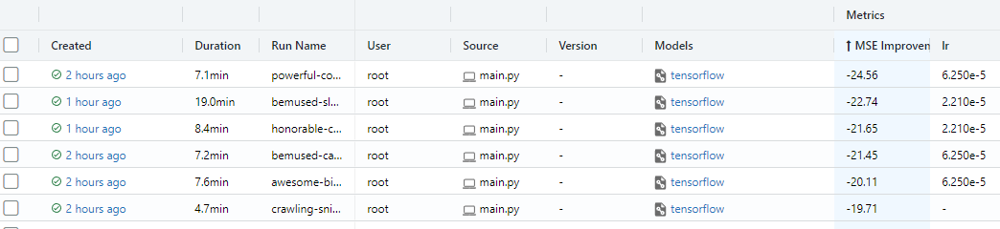 Metrics
Created Duration Run Name User Source Version Models ↑ MSE Improven lr
2 hours ago 7.1min powerful-co... root main.py - tensorflow -24.56 6.250e-5
1 hour ago 19.0min bemused-sl... root main.py - tensorflow -22.74 2.210e-5
1 hour ago 8.4min honorable-c... root main.py - tensorflow -21.65 2.210e-5
2 hours ago 7.2min bemused-ca... root main.py - tensorflow -21.45 6.250e-5
2 hours ago 7.6min awesome-bi... root main.py - tensorflow -20.11 6.250e-5
2 hours ago 4.7min crawling-sni... root main.py - tensorflow -19.71 -